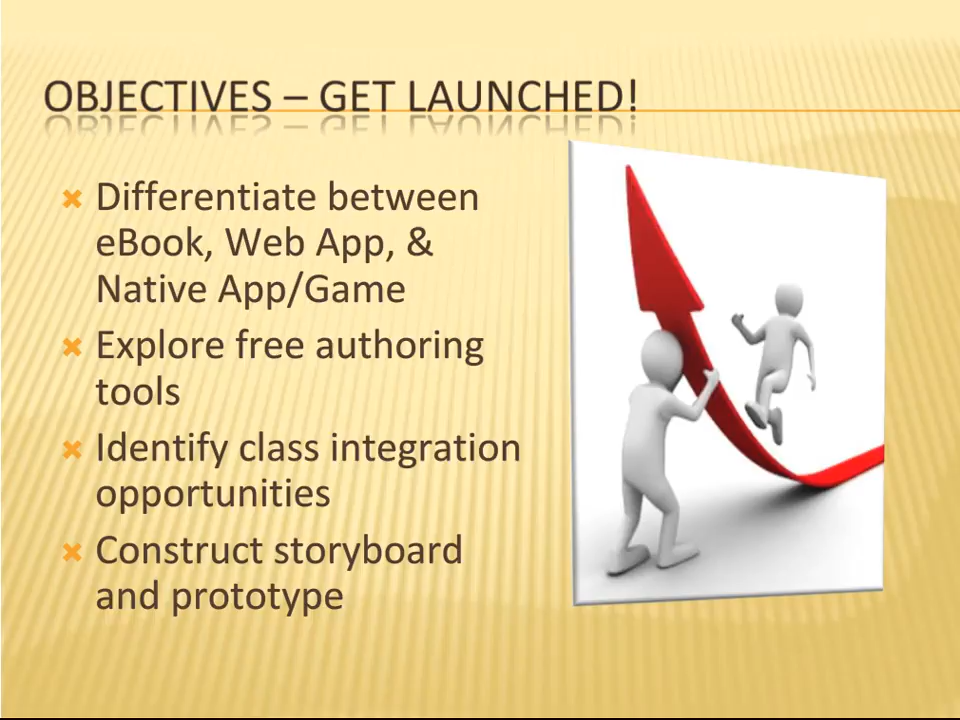 OBJECTIVES – GET LAUNCHED!
Differentiate between
eBook, Web App, &
Native App/Game
Explore free authoring
tools
Identify class integration
opportunities
Construct storyboard
and prototype